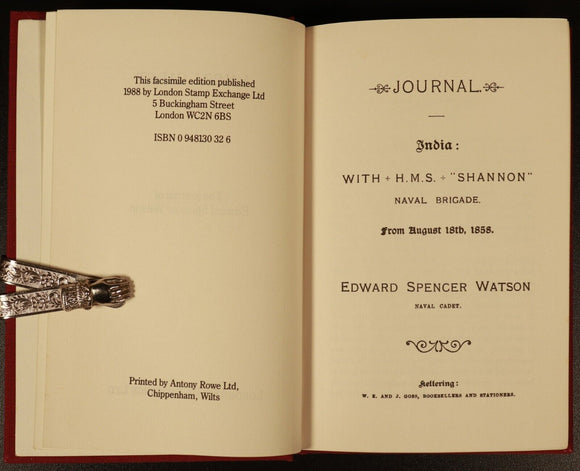 This facsimile edition published
1988 by London Stamp Exchange Ltd
5 Buckingham Street
London WC2N 6BS
ISBN 0 948130 32 6
Printed by Antony Rowe Ltd,
Chippenham, Wilts
JOURNAL.
India:
WITH + H.M.S. + "SHANNON"
NAVAL BRIGADE.
From August 18th, 1858.
EDWARD SPENCER WATSON
NAVAL CADET.
Kettering:
W. E. AND J. GOSS, BOOKSELLERS AND STATIONERS.